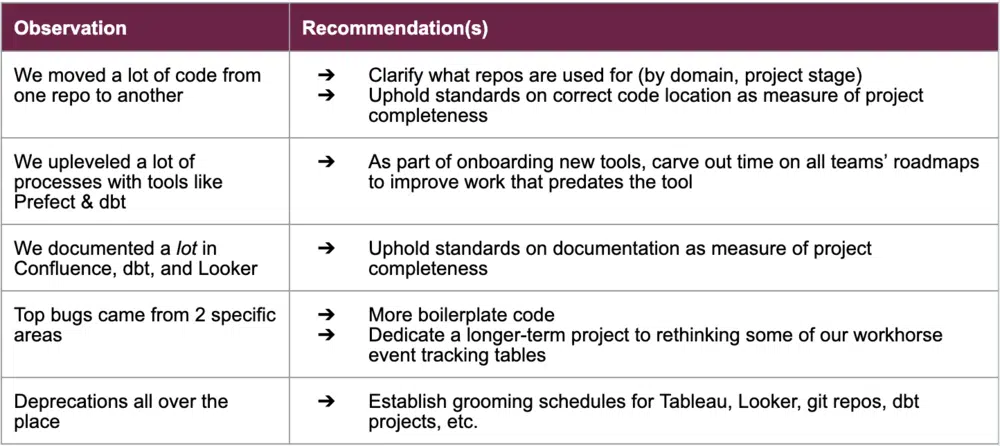 Observation
Recommendation(s)
We moved a lot of code from
one repo to another
➔ Clarify what repos are used for (by domain, project stage)
➔ Uphold standards on correct code location as measure of project
completeness
We upleveled a lot of
processes with tools like
Prefect & dbt
➔ As part of onboarding new tools, carve out time on all teams’ roadmaps
to improve work that predates the tool
We documented a lot in
Confluence, dbt, and Looker
➔ Uphold standards on documentation as measure of project
completeness
Top bugs came from 2 specific
areas
➔ More boilerplate code
➔ Dedicate a longer-term project to rethinking some of our workhorse
event tracking tables
Deprecations all over the
place
➔ Establish grooming schedules for Tableau, Looker, git repos, dbt
projects, etc.